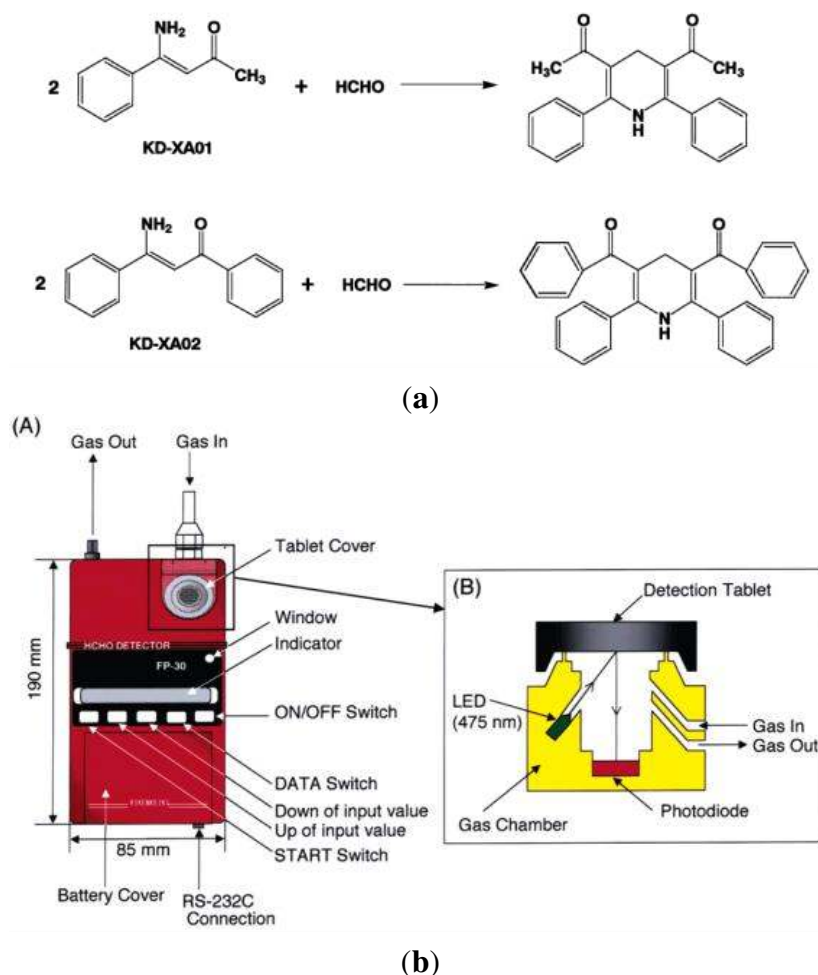 NH2
O
CH3
2
+
HCHO
KD-XA01
O
O
H3C
CH3
N
H
NH2
O
2
+
HCHO
KD-XA02
O
O
N
H
(a)
(A)
Gas Out
Gas In
Tablet Cover
Window
Indicator
HCHO DETECTOR
FP-30
ON/OFF Switch
190 mm
DATA Switch
Down of input value
Up of input value
START Switch
85 mm
Battery Cover
RS-232C
Connection
(B)
Detection Tablet
LED
(475 nm)
Gas In
Gas Out
Gas Chamber
Photodiode
(b)